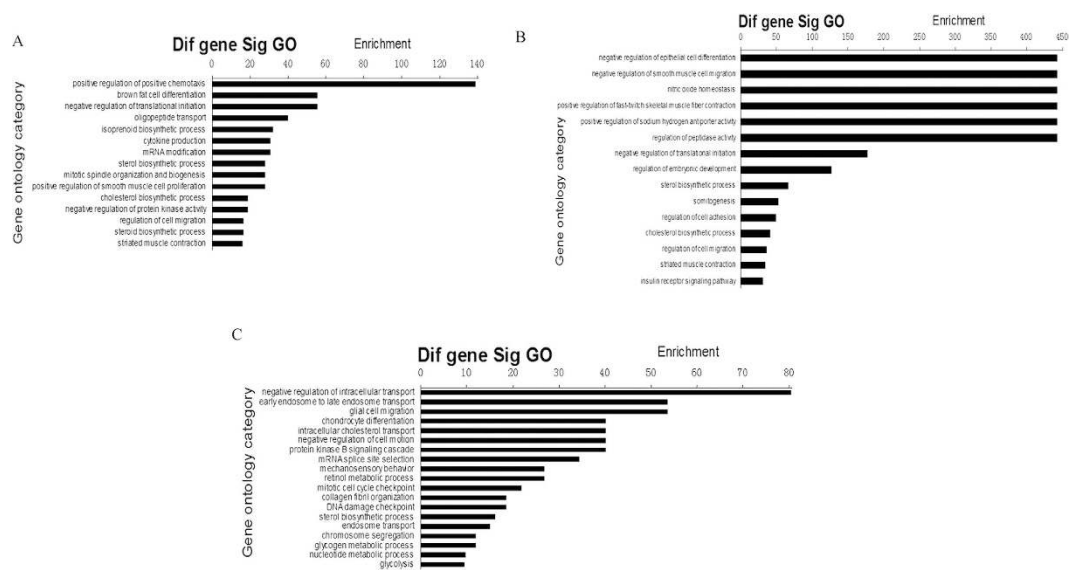 A
Dif gene Sig GO
Enrichment
0 20 40 60 80 100 120 140
Gene ontology category
positive regulation of positive chemotaxis
brown fat cell differentiation
negative regulation of translational initiation
oligopeptide transport
isoprenoid biosynthetic process
cytokine production
mRNA modification
sterol biosynthetic process
mitotic spindle organization and biogenesis
positive regulation of smooth muscle cell proliferation
cholesterol biosynthetic process
negative regulation of protein kinase activity
regulation of cell migration
steroid biosynthetic process
striated muscle contraction
B
Dif gene Sig GO
Enrichment
0 50 100 150 200 250 300 350 400 450
Gene ontology category
negative regulation of epithelial cell differentiation
negative regulation of smooth muscle cell migration
nitric oxide homeostasis
positive regulation of fast-twitch skeletal muscle fiber contraction
positive regulation of sodium hydrogen antiporter activity
regulation of peptidase activity
negative regulation of translational initiation
regulation of embryonic development
sterol biosynthetic process
somitogenesis
regulation of cell adhesion
cholesterol biosynthetic process
regulation of cell migration
striated muscle contraction
insulin receptor signaling pathway
C
Dif gene Sig GO
Enrichment
0 10 20 30 40 50 60 70 80
Gene ontology category
negative regulation of intracellular transport
early endosome to late endosome transport
glial cell migration
chondrocyte differentiation
intracellular cholesterol transport
negative regulation of cell motion
protein kinase B signaling cascade
mRNA splice site selection
mechanosensory behavior
retinol metabolic process
mitotic cell cycle checkpoint
collagen fibril organization
DNA damage checkpoint
sterol biosynthetic process
endosome transport
chromosome segregation
glycogen metabolic process
nucleotide metabolic process
glycolysis